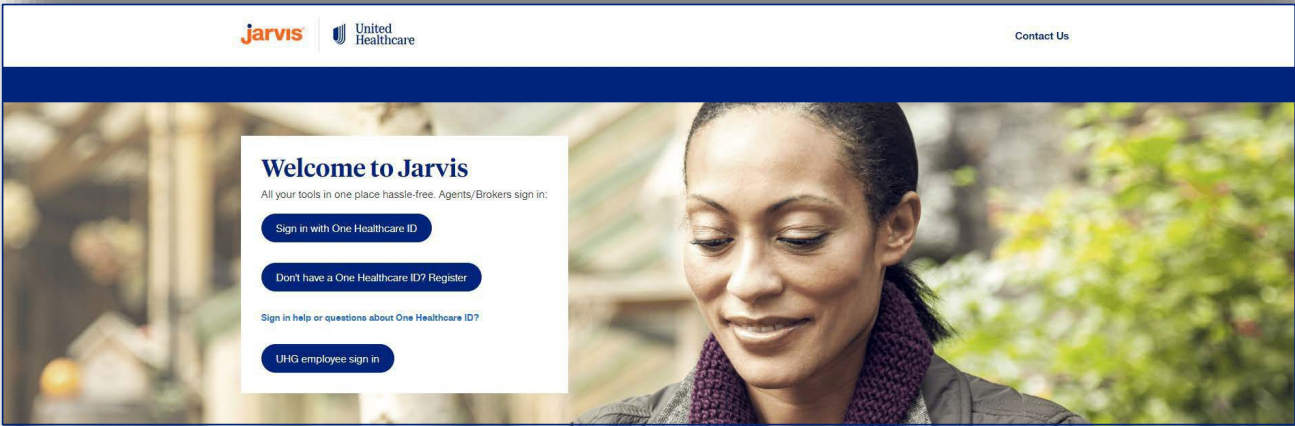 jarvis
United
Healthcare
Contact Us
Welcome to Jarvis
All your tools in one place hassle-free. Agents/Brokers sign in:
Sign in with One Healthcare ID
Don't have a One Healthcare ID? Register
Sign in help or questions about One Healthcare ID?
UHG employee sign in